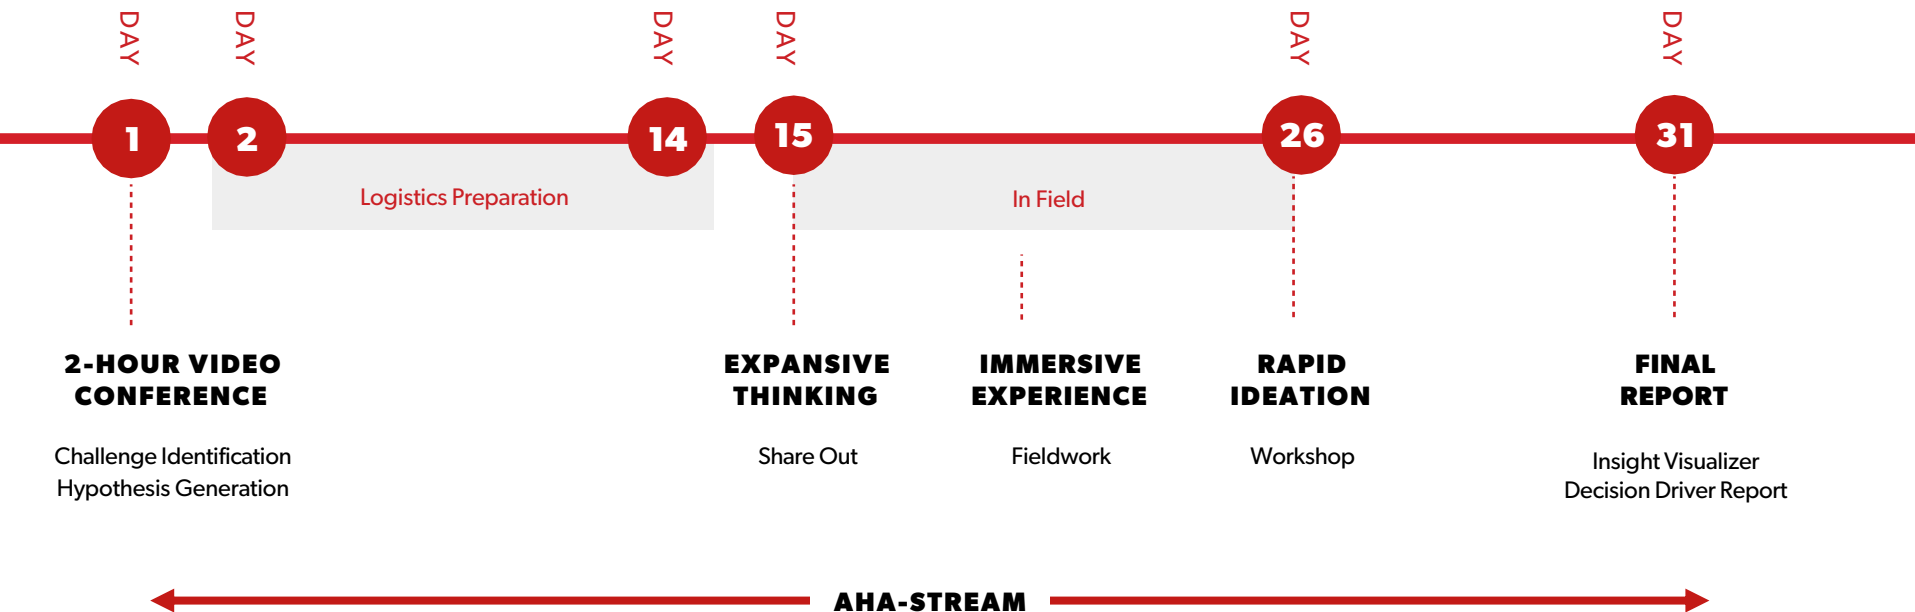 DAY
DAY
DAY
DAY
DAY
DAY
1
2
14
15
26
31
Logistics Preparation
In Field
2-HOUR VIDEO
CONFERENCE
Challenge Identification
Hypothesis Generation
EXPANSIVE
THINKING
Share Out
IMMERSIVE
EXPERIENCE
Fieldwork
RAPID
IDEATION
Workshop
FINAL
REPORT
Insight Visualizer
Decision Driver Report
AHA-STREAM